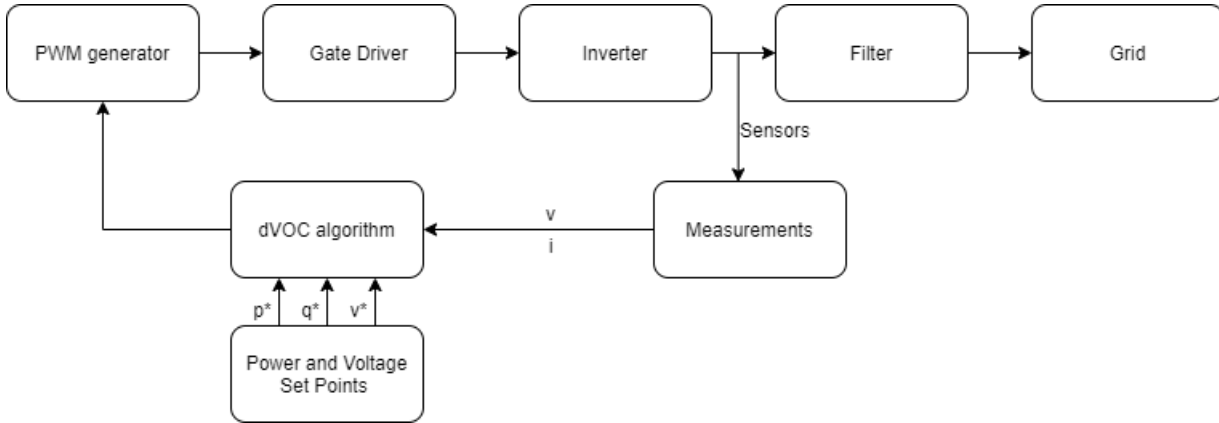 PWM generator
Gate Driver
Inverter
Filter
Grid
Sensors
dVOC algorithm
v
i
Measurements
p*
q*
v*
Power and Voltage
Set Points